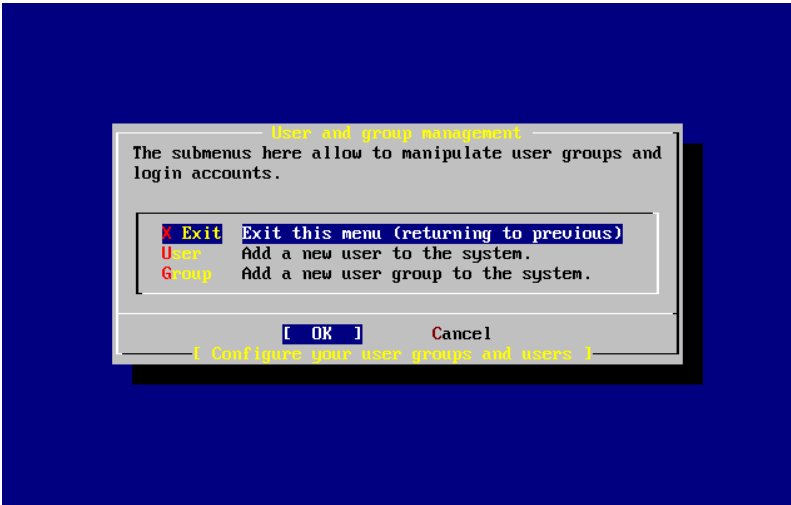 User and group management
The submenus here allow to manipulate user groups and
login accounts.
X Exit Exit this menu (returning to previous)
User Add a new user to the system.
Group Add a new user group to the system.
[ OK ] Cancel
[ Configure your user groups and users ]